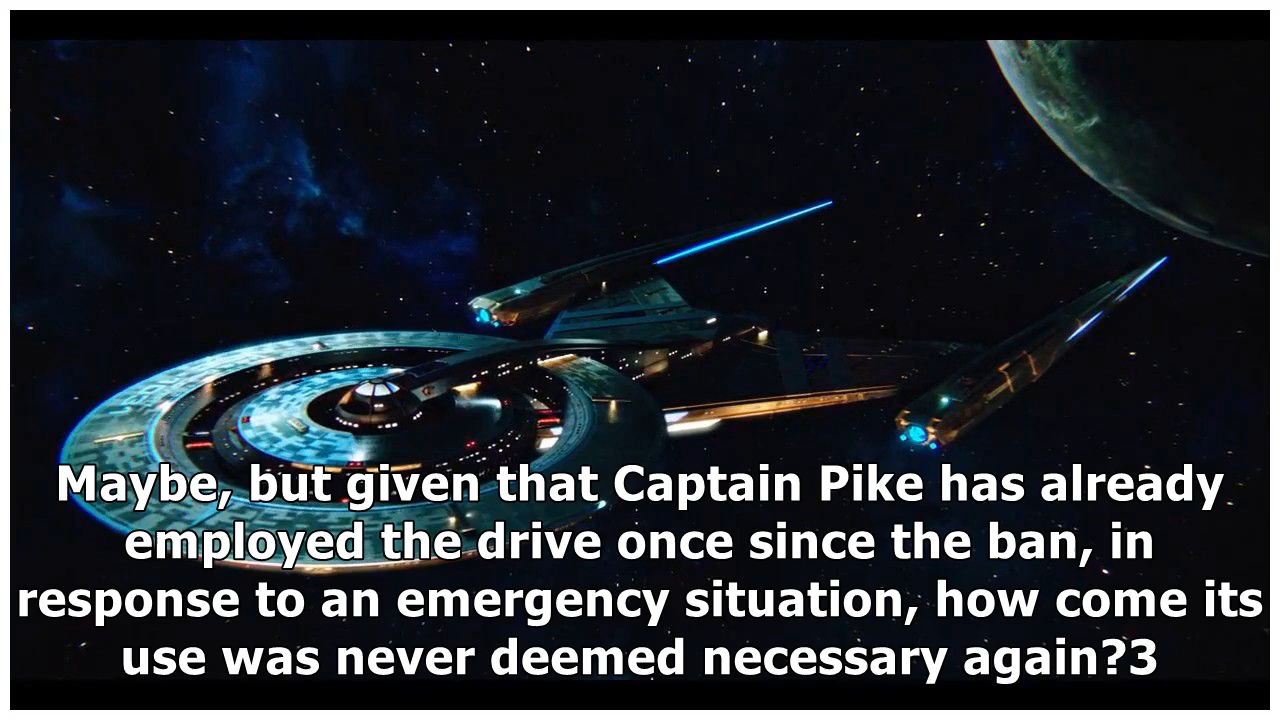 Maybe, but given that Captain Pike has already
employed the drive once since the ban, in
response to an emergency situation, how come its
use was never deemed necessary again?3